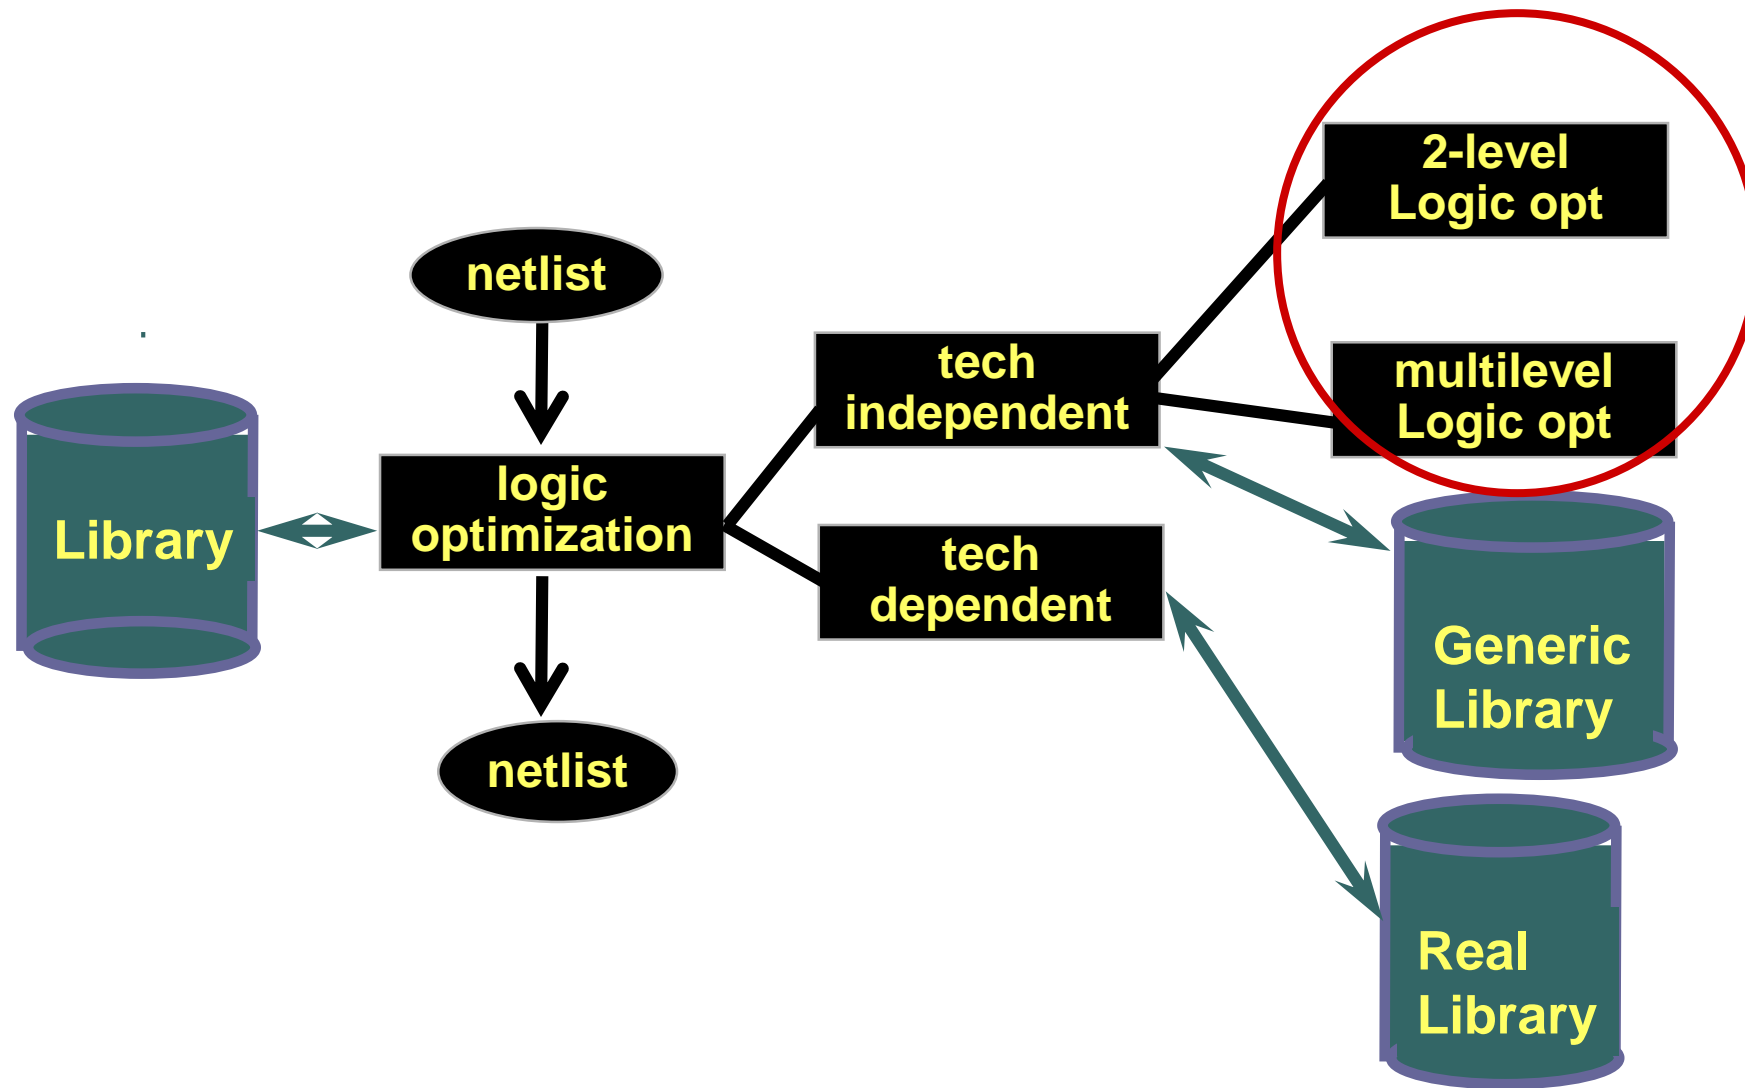 2-level
Logic opt
netlist
tech
independent
multilevel
Logic opt
logic
optimization
Library
tech
dependent
Generic
Library
netlist
Real
Library